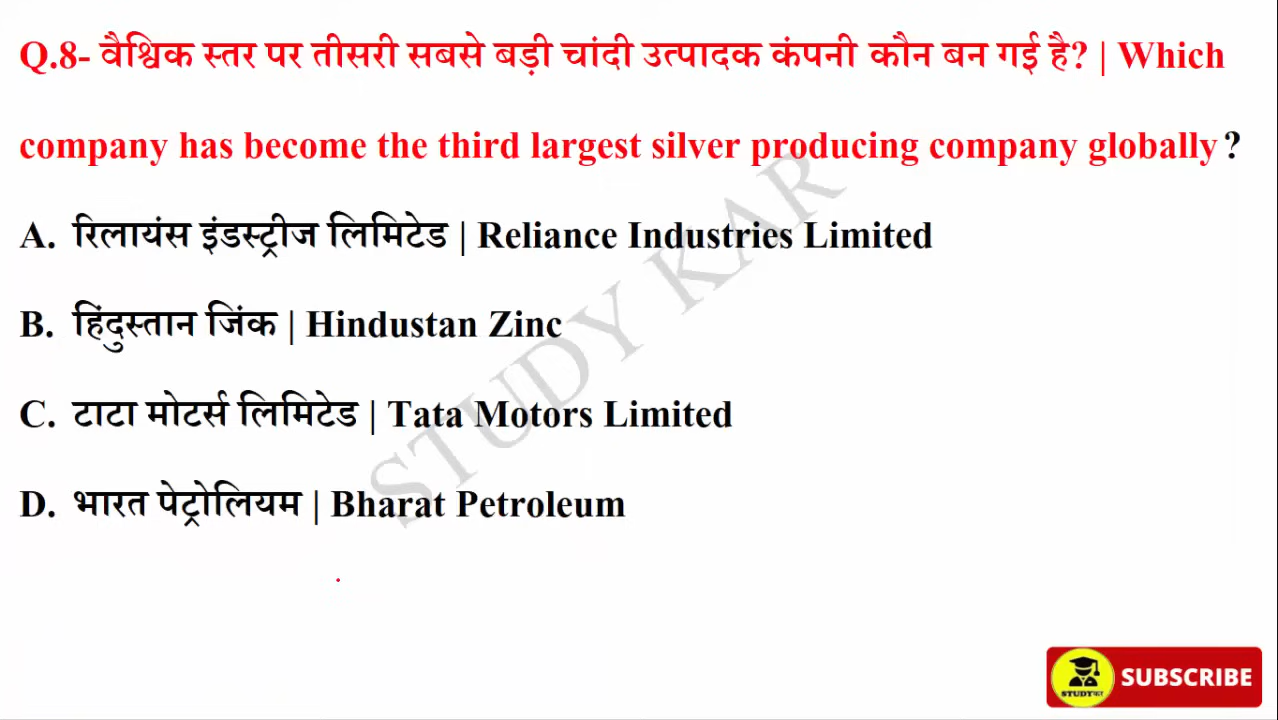 Q.8- वैश्विक स्तर पर तीसरी सबसे बड़ी चांदी उत्पादक कंपनी कौन बन गई है? | Which
company has become the third largest silver producing company globally?
A. रिलायंस इंडस्ट्रीज लिमिटेड | Reliance Industries Limited
B. हिंदुस्तान जिंक | Hindustan Zinc
C. टाटा मोटर्स लिमिटेड | Tata Motors Limited
D. भारत पेट्रोलियम | Bharat Petroleum
STUDY KAR
STUDYकर
SUBSCRIBE